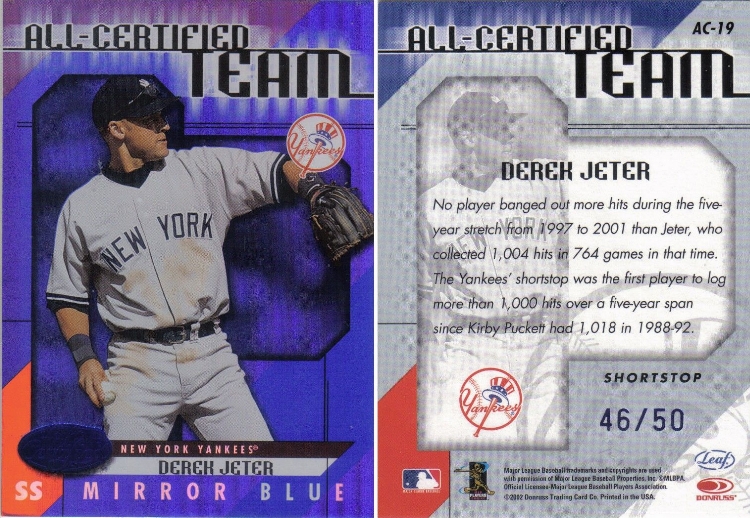 ALL-CERTIFIED
TEAM
Yankees
NEW YORK
NEW YORK YANKEES®
DEREK JETER
SS MIRROR BLUE
AC-19
ALL-CERTIFIED
TEAM
DEREK JETER
No player banged out more hits during the five-
year stretch from 1997 to 2001 than Jeter, who
collected 1,004 hits in 764 games in that time.
The Yankees' shortstop was the first player to log
more than 1,000 hits over a five-year span
since Kirby Puckett had 1,018 in 1988-92.
SHORTSTOP
Yankees
46/50
Leaf
Major League Baseball trademarks and copyrights are used
with permission of Major League Baseball Properties, Inc. ©MLBPA.
Official Licensee-Major League Baseball Players Association.
©2002 Donruss Trading Card Co. Printed in the USA.
DONRUSS